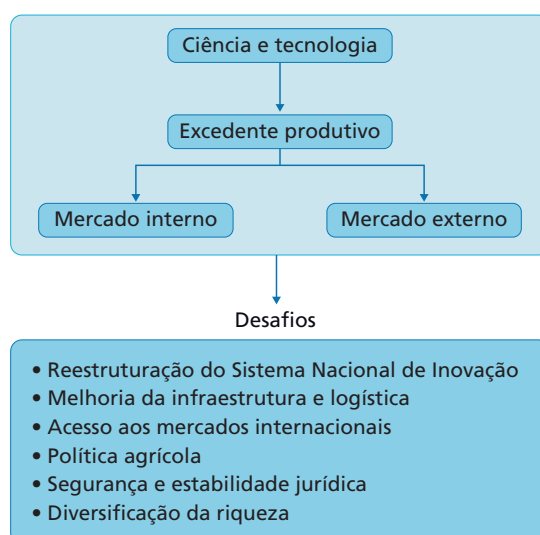 Ciência e tecnologia
Excedente produtivo
Mercado interno
Mercado externo
Desafios
• Reestruturação do Sistema Nacional de Inovação
• Melhoria da infraestrutura e logística
• Acesso aos mercados internacionais
• Política agrícola
• Segurança e estabilidade jurídica
• Diversificação da riqueza